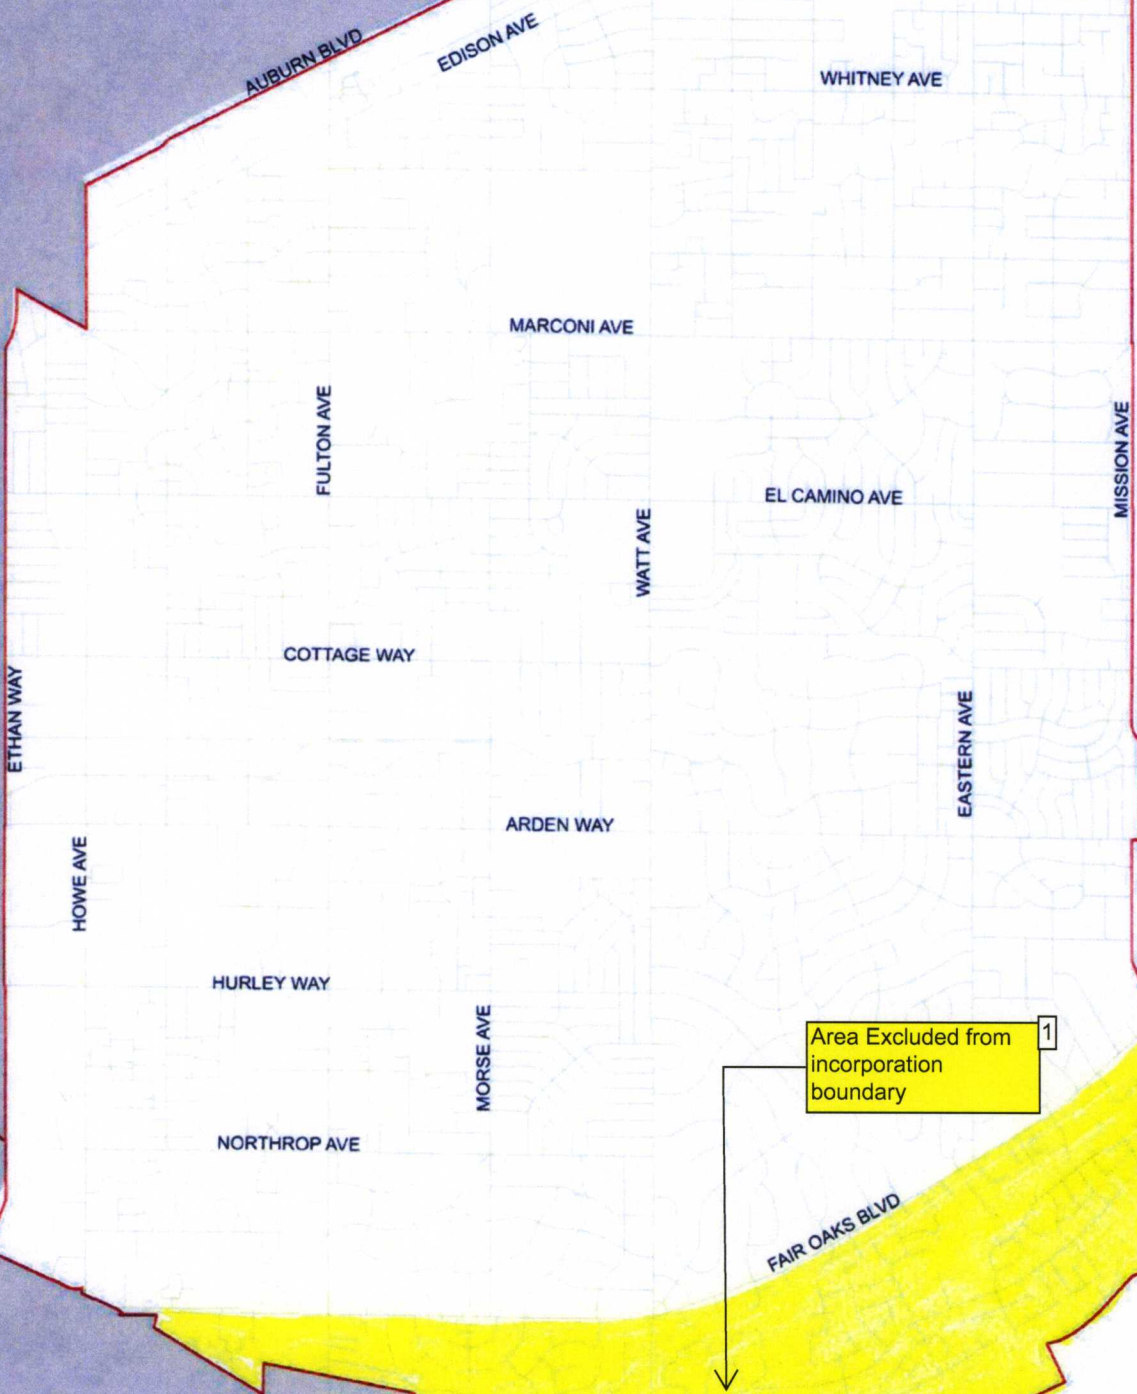 AUBURN BLVD
EDISON AVE
WHITNEY AVE
MARCONI AVE
FULTON AVE
MISSION AVE
EL CAMINO AVE
WATT AVE
COTTAGE WAY
ETHAN WAY
EASTERN AVE
ARDEN WAY
HOWE AVE
HURLEY WAY
MORSE AVE
Area Excluded from
incorporation
boundary
1
NORTHROP AVE
FAIR OAKS BLVD